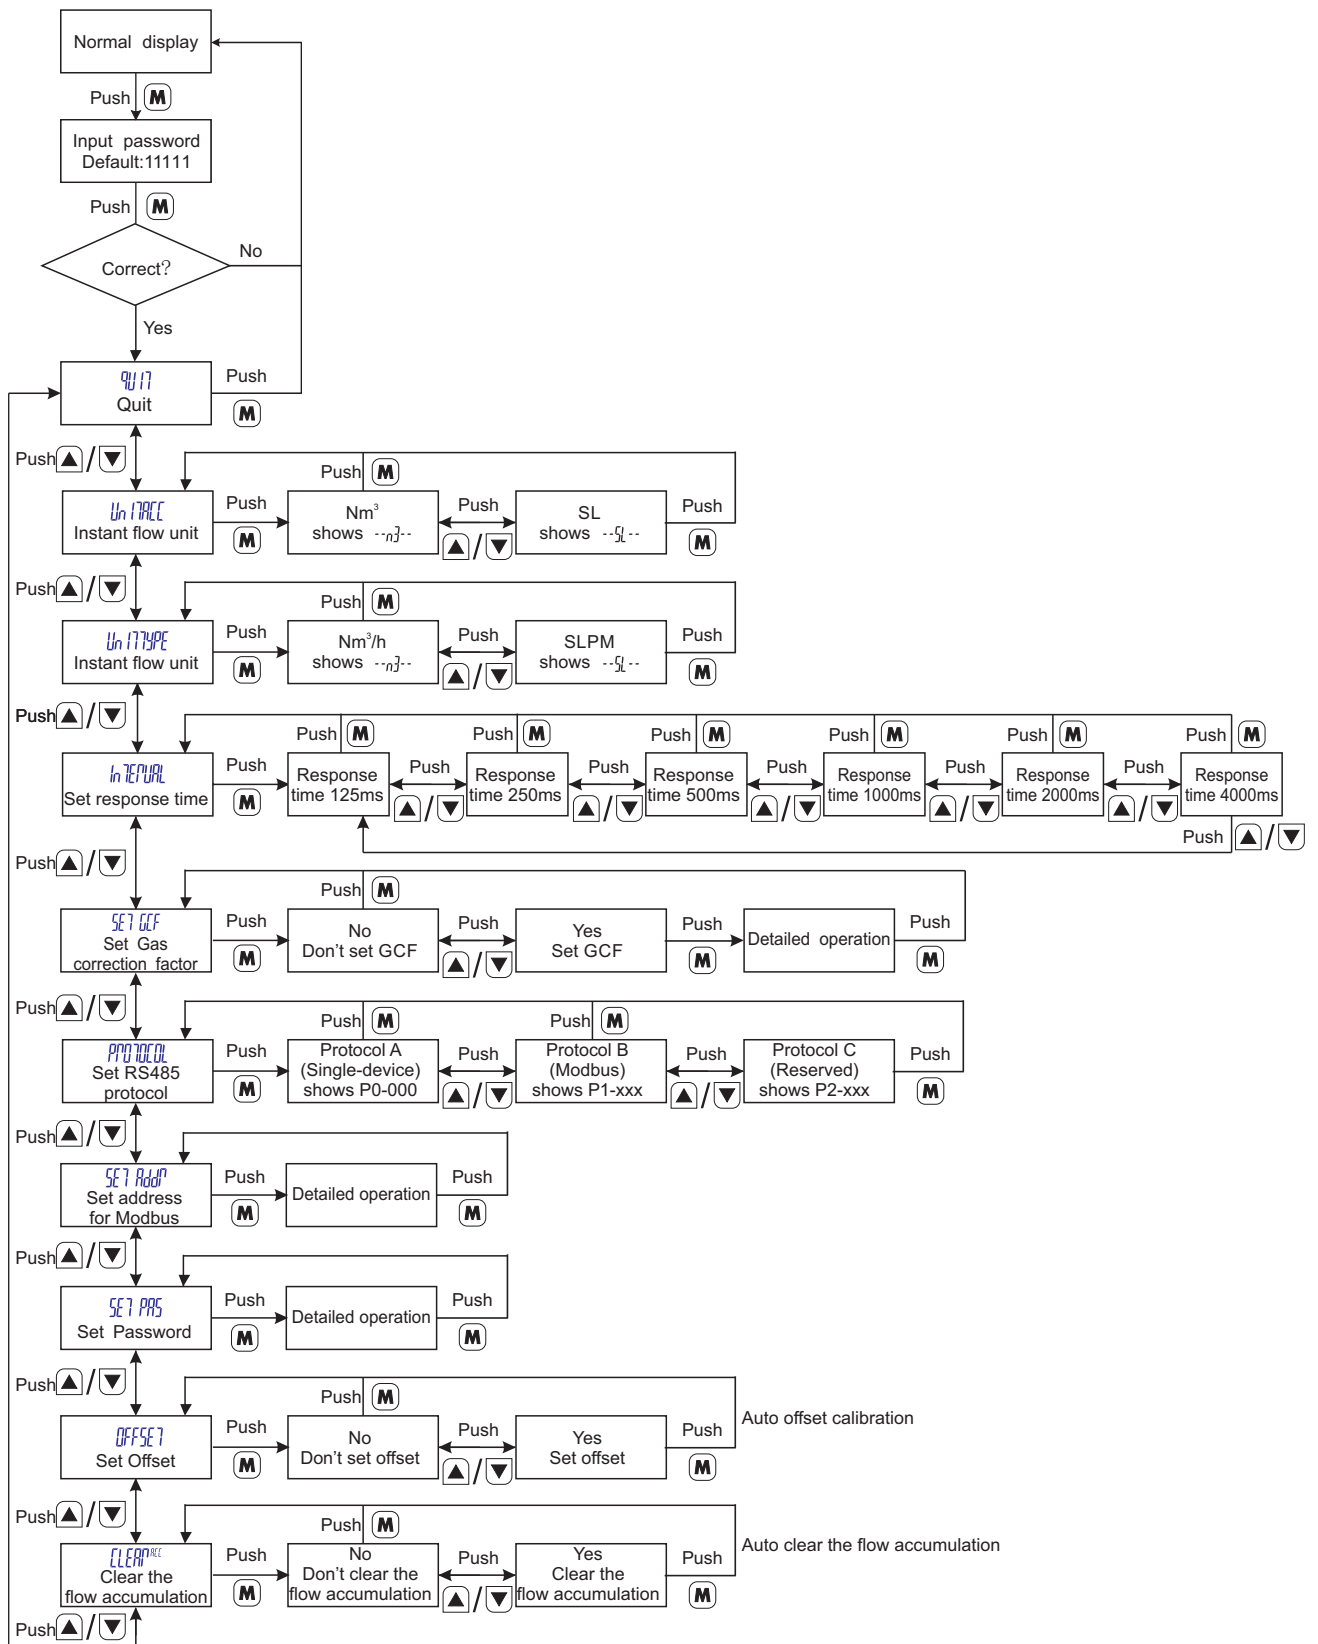 Normal display
Push M
Input password
Default:11111
Push M
Correct?
No
Yes
QUIT
Quit
Push
M
Push ▲/▼
Push M
UnITACC
Instant flow unit
Push
M
Nm³
shows --n3--
Push
▲/▼
SL
shows --SL--
Push
M
Push ▲/▼
Push M
UnITTYPE
Instant flow unit
Push
M
Nm³/h
shows --n3--
Push
▲/▼
SLPM
shows --SL--
Push
M
Push ▲/▼
Push M
Push M
Push M
Push M
Push M
Push M
InTERVAL
Set response time
Push
M
Response
time 125ms
Push
▲/▼
Response
time 250ms
Push
▲/▼
Response
time 500ms
Push
▲/▼
Response
time 1000ms
Push
▲/▼
Response
time 2000ms
Push
▲/▼
Response
time 4000ms
Push ▲/▼
Push ▲/▼
Push M
SET GCF
Set Gas
correction factor
Push
M
No
Don't set GCF
Push
▲/▼
Yes
Set GCF
Push
M
Detailed operation
Push
M
Push ▲/▼
Push M
Push M
PROTOCOL
Set RS485
protocol
Push
M
Protocol A
(Single-device)
shows P0-000
Push
▲/▼
Protocol B
(Modbus)
shows P1-xxx
Push
▲/▼
Protocol C
(Reserved)
shows P2-xxx
Push
M
Push ▲/▼
SET AddR
Set address
for Modbus
Push
M
Detailed operation
Push
M
Push ▲/▼
SET PAS
Set Password
Push
M
Detailed operation
Push
M
Push ▲/▼
Push M
OFFSET
Set Offset
Push
M
No
Don't set offset
Push
▲/▼
Yes
Set offset
Push
M
Auto offset calibration
Push ▲/▼
Push M
CLEAR ACC
Clear the
flow accumulation
Push
M
No
Don't clear the
flow accumulation
Push
▲/▼
Yes
Clear the
flow accumulation
Push
M
Auto clear the flow accumulation
Push ▲/▼